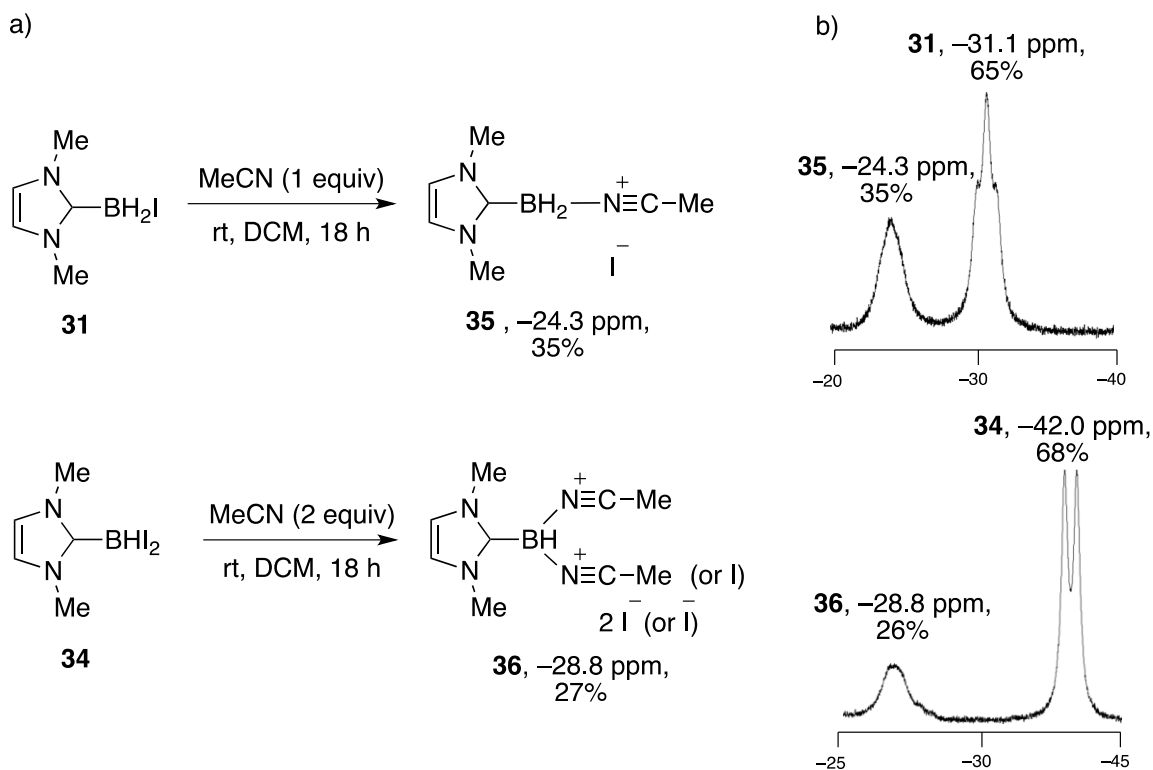 a)
Me
N
BH₂I
N
Me
31
MeCN (1 equiv)
rt, DCM, 18 h
Me
N
BH₂
N≡C
Me
+
N
Me
I⁻
35 , –24.3 ppm,
35%
Me
N
BHI₂
N
Me
34
MeCN (2 equiv)
rt, DCM, 18 h
Me
N
BH
N
Me
+
N≡C–Me
+
N≡C–Me (or I)
2 I⁻ (or I⁻)
36, –28.8 ppm,
27%
b)
31, –31.1 ppm,
65%
35, –24.3 ppm,
35%
–20 –30 –40
34, –42.0 ppm,
68%
36, –28.8 ppm,
26%
–25 –30 –45